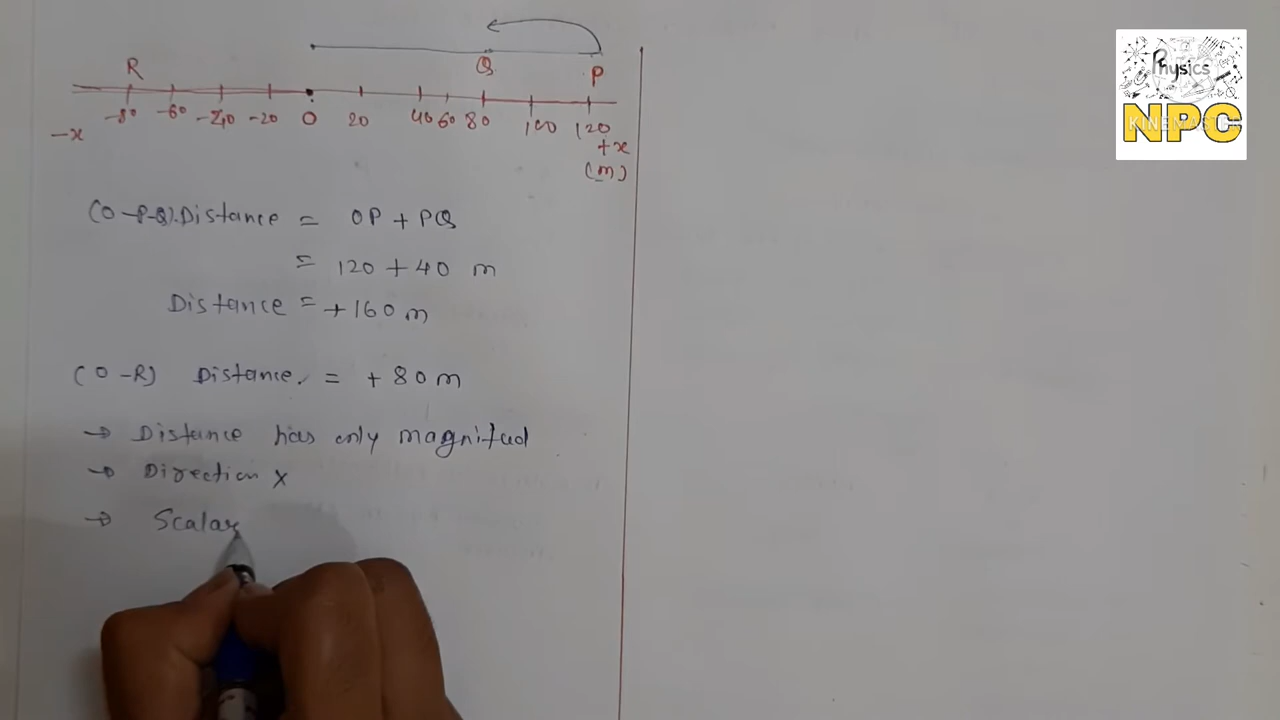 R Q P
-80 -60 -40 -20 0 20 40 60 80 100 120
-x +x
(m)
(O-P-Q).Distance = OP + PQ
= 120 + 40 m
Distance = +160 m
(O-R) Distance. = + 80 m
→ Distance has only magnitud
→ Direction x
→ Scalar
Physics
NPC
KINEMASTER